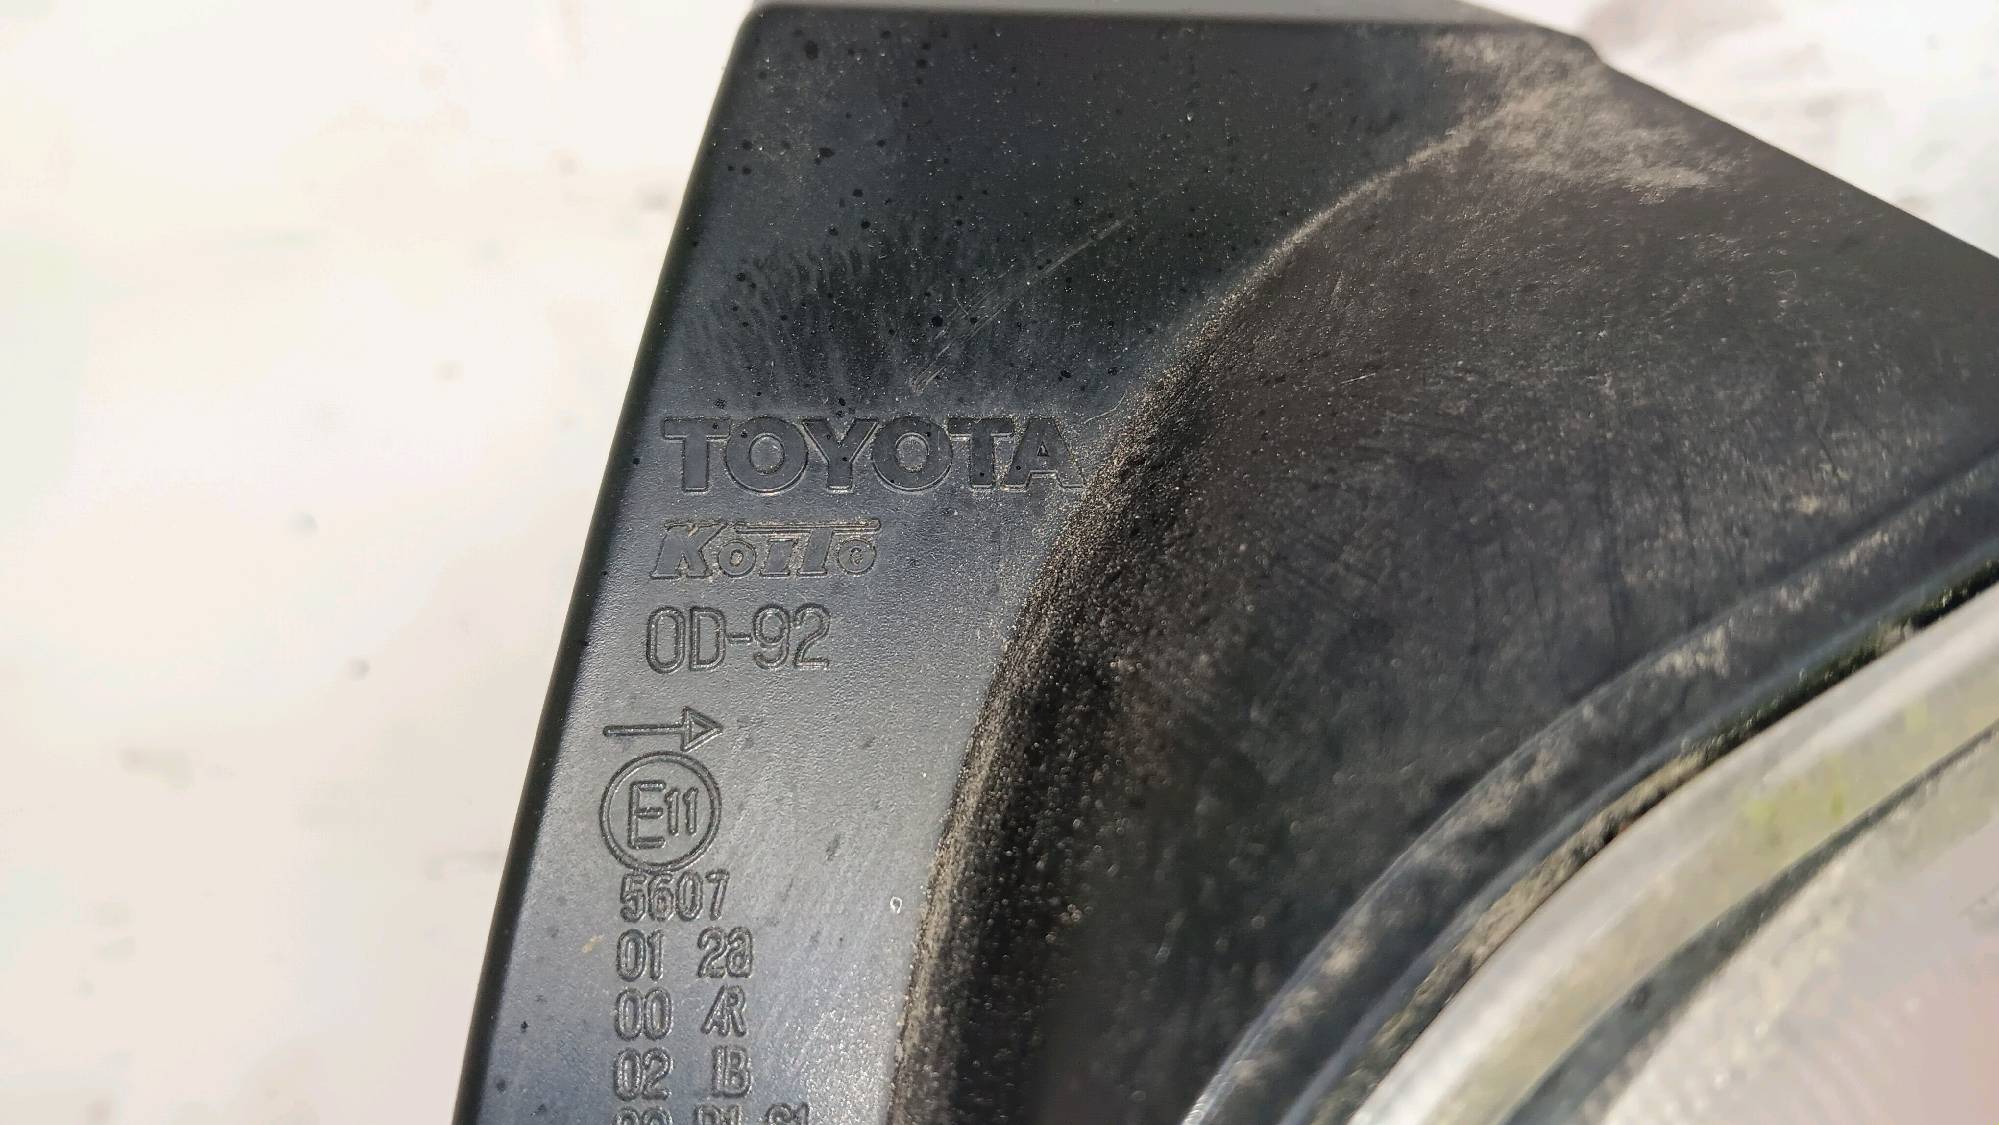 TOYOTA
KOITO
0D-92
E11
5607
01 2a
00 AR
02 IB